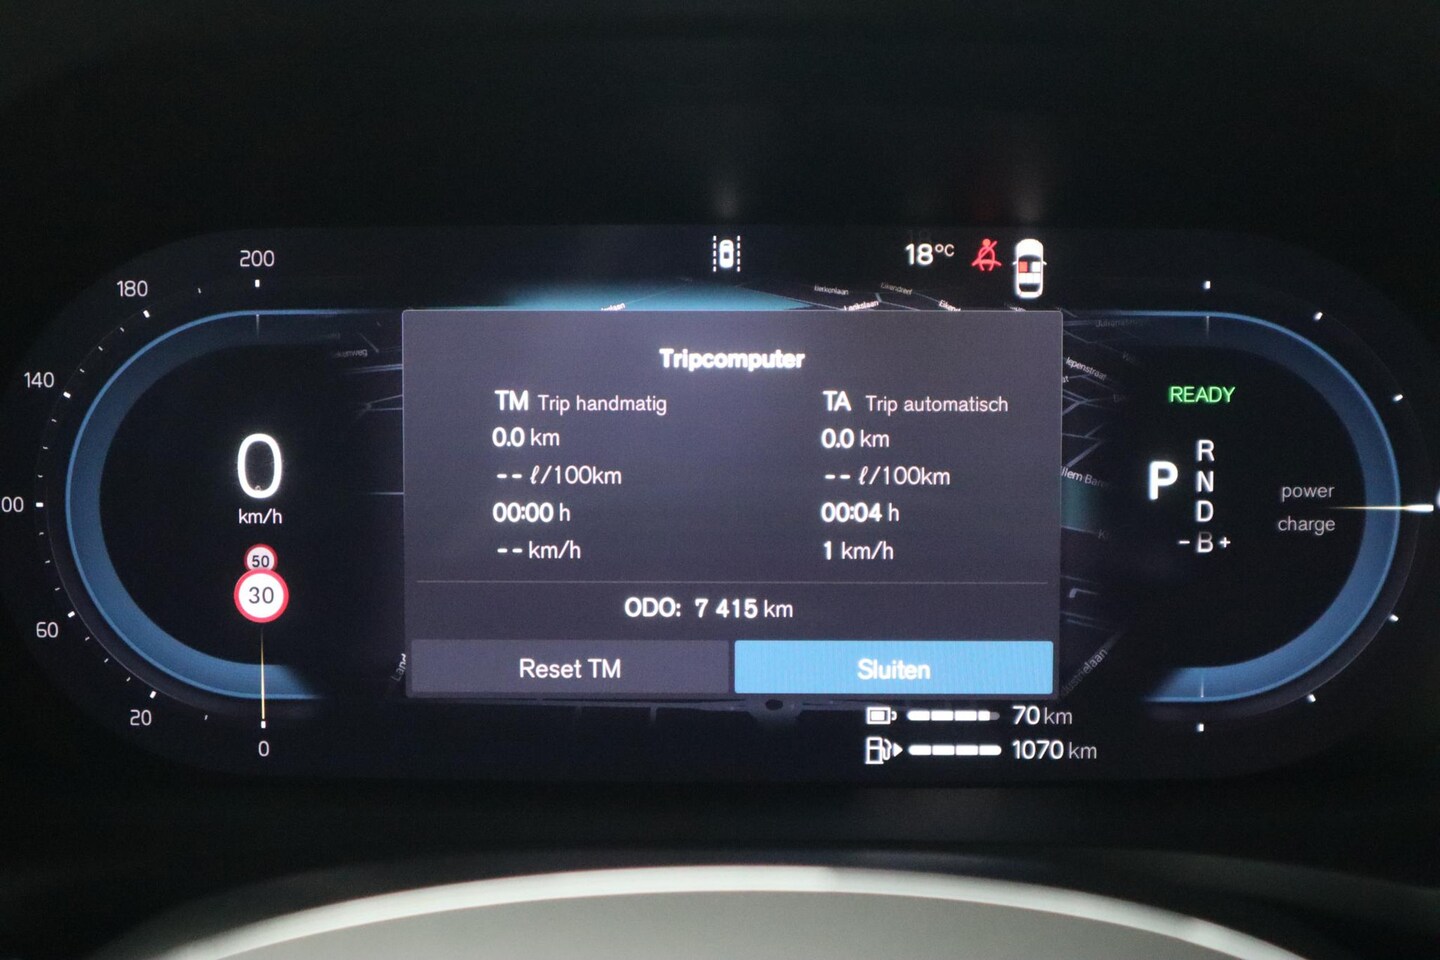 18°C
200
180
140
60
20
0
0
km/h
50
30
Berkenlaan
Eikendreef
Tripcomputer
TM Trip handmatig
0.0 km
-- ℓ/100km
00:00 h
-- km/h
TA Trip automatisch
0.0 km
-- ℓ/100km
00:04 h
1 km/h
ODO: 7 415 km
Reset TM
Sluiten
READY
P
R
N
D
- B +
power
charge
70 km
1070 km